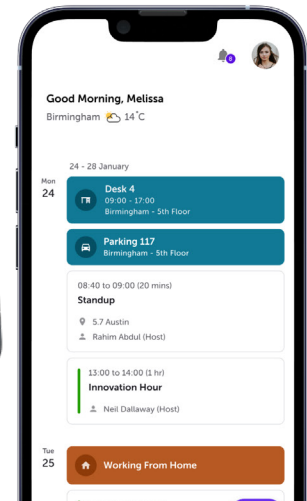 8
Good Morning, Melissa
Birmingham 14°C
24 - 28 January
Mon
24
Desk 4
09:00 - 17:00
Birmingham - 5th Floor
Parking 117
Birmingham - 5th Floor
08:40 to 09:00 (20 mins)
Standup
5.7 Austin
Rahim Abdul (Host)
13:00 to 14:00 (1 hr)
Innovation Hour
Neil Dallaway (Host)
Tue
25
Working From Home